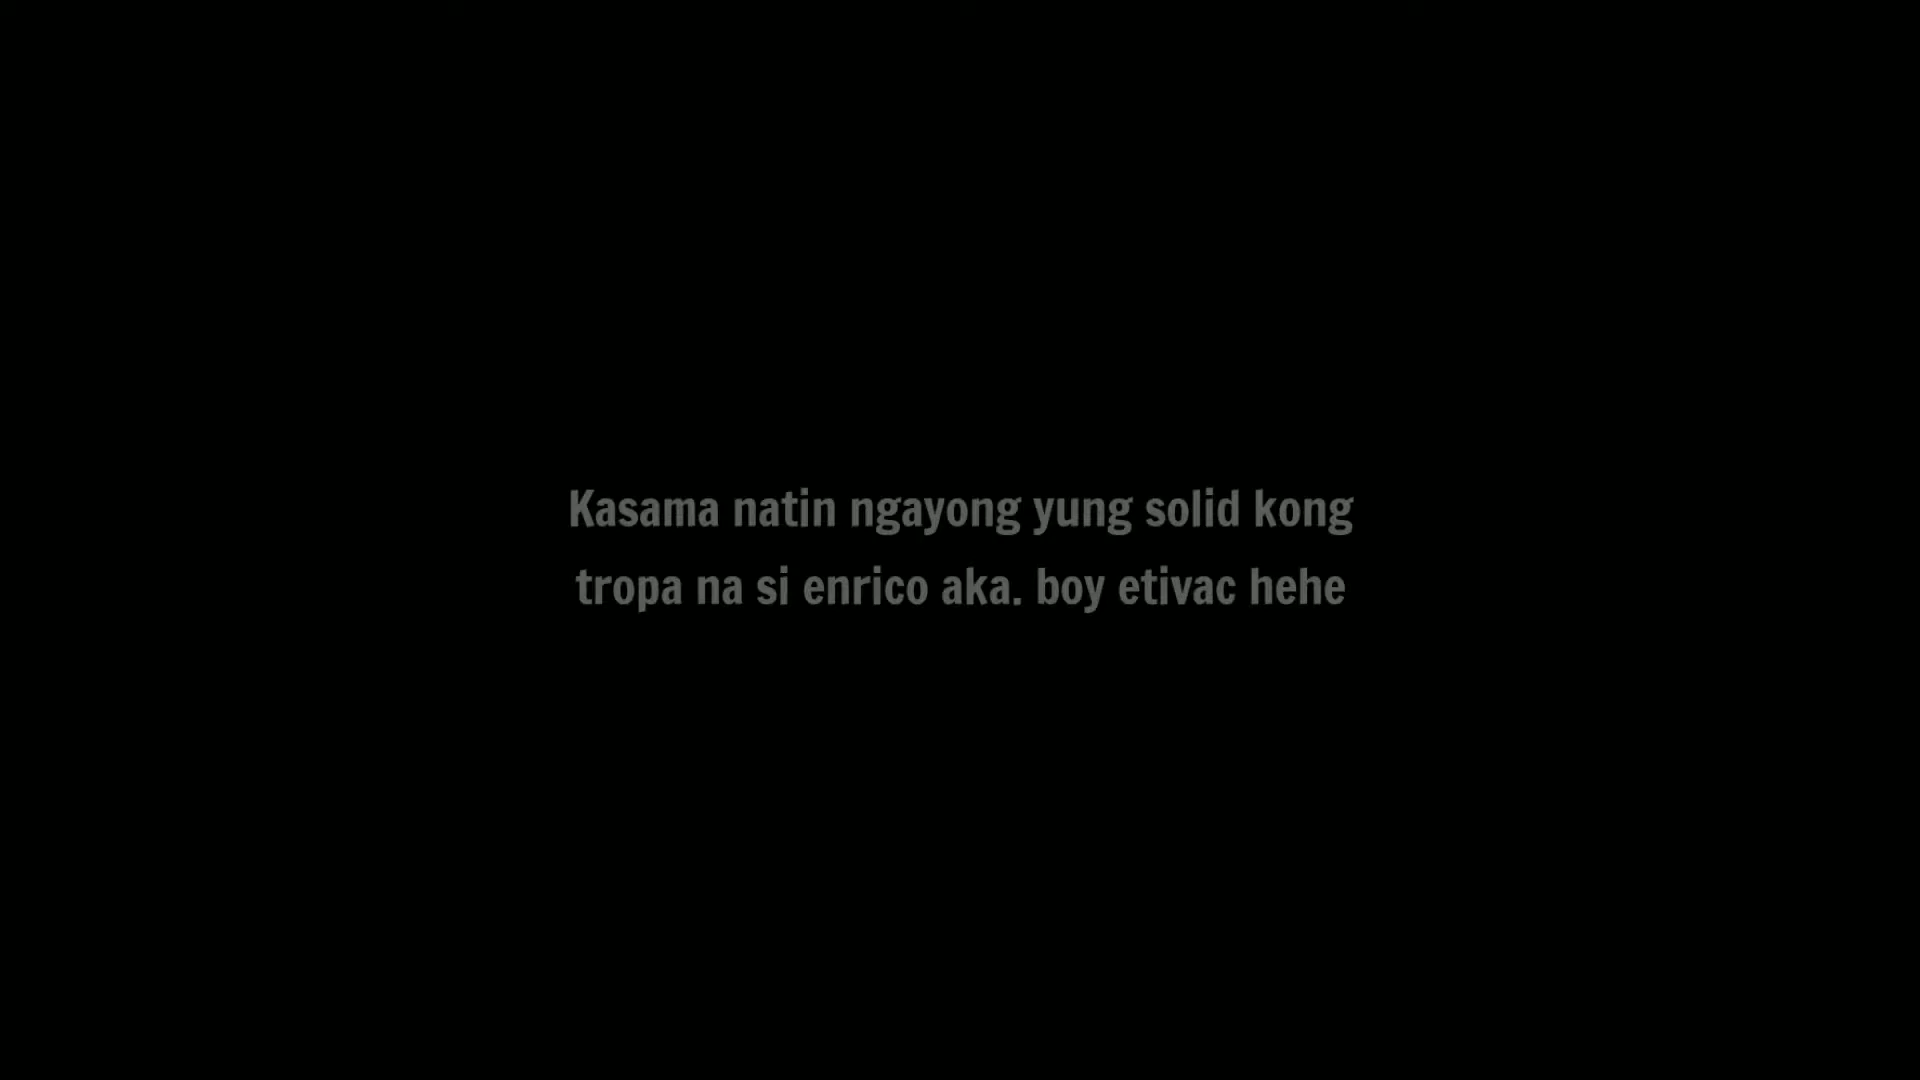 Kasama natin ngayong yung solid kong
tropa na si enrico aka. boy etivac hehe